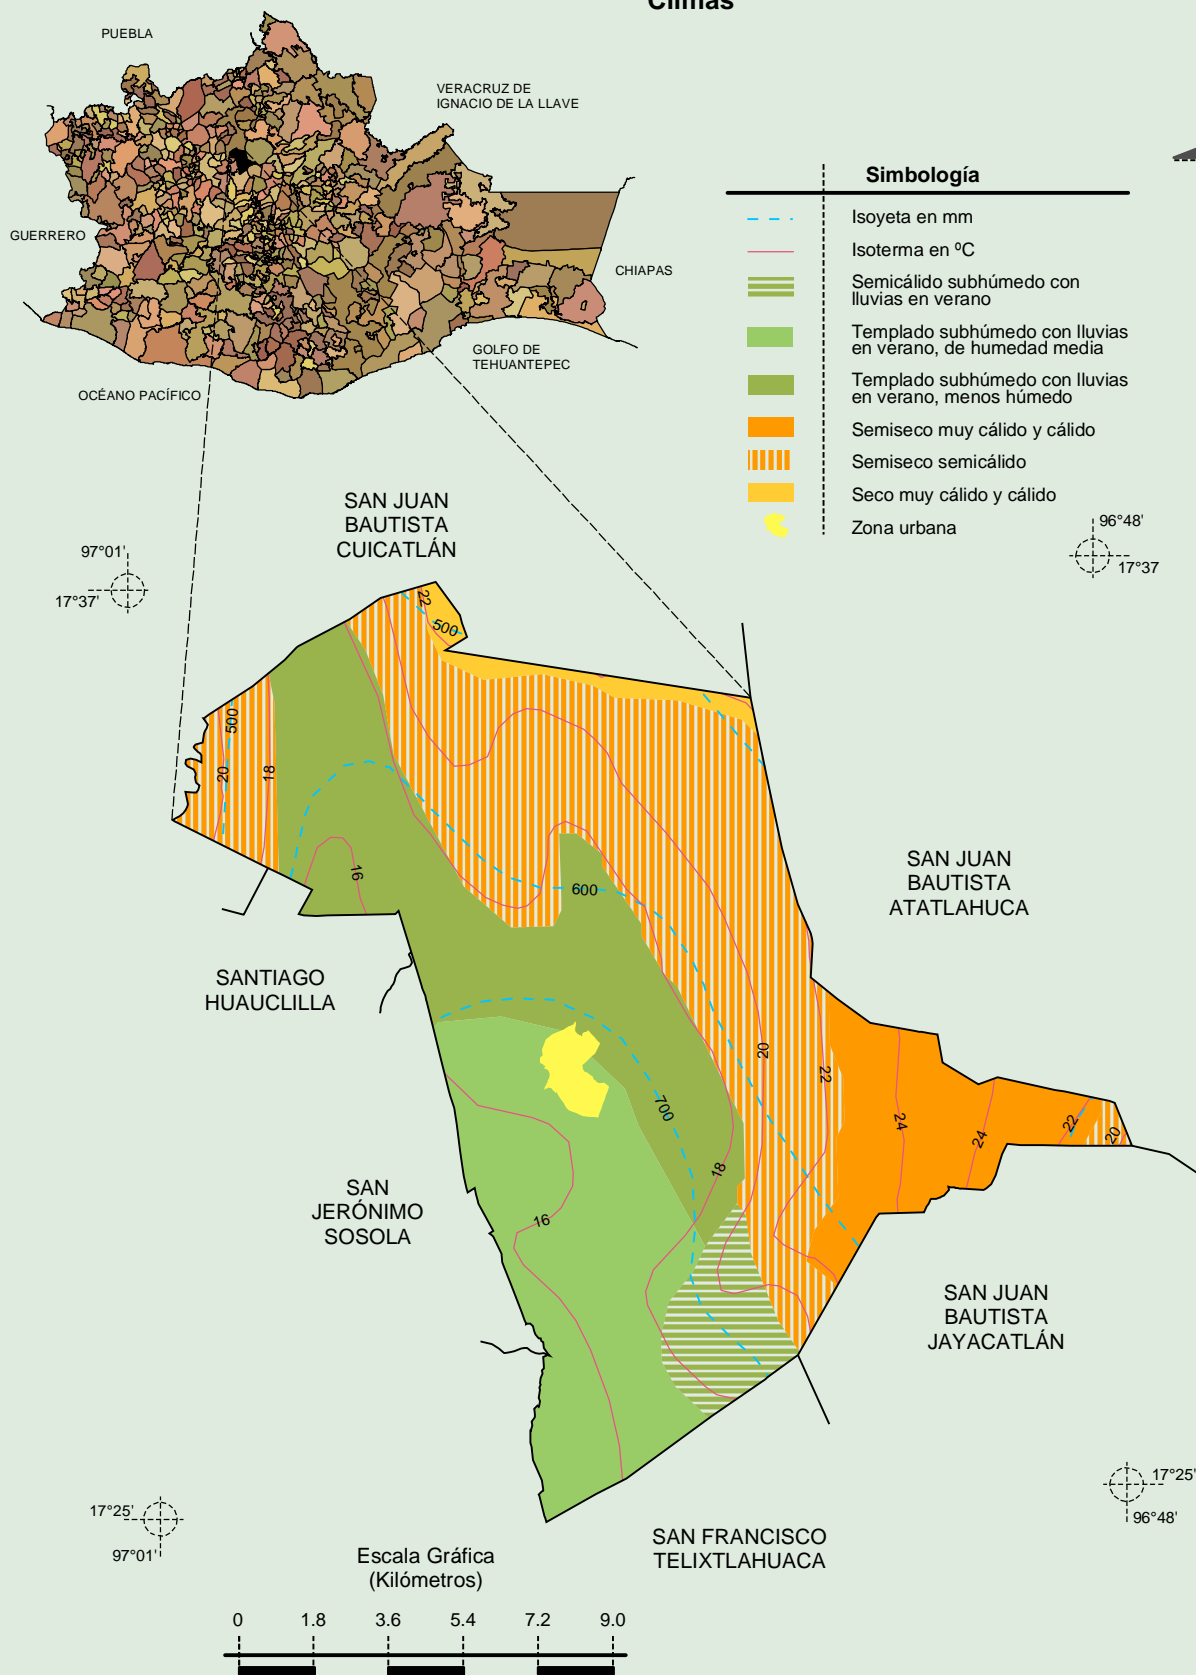 Climas
PUEBLA
VERACRUZ DE
IGNACIO DE LA LLAVE
GUERRERO
CHIAPAS
GOLFO DE
TEHUANTEPEC
OCÉANO PACÍFICO
Simbología
Isoyeta en mm
Isoterma en ºC
Semicálido subhúmedo con
lluvias en verano
Templado subhúmedo con lluvias
en verano, de humedad media
Templado subhúmedo con lluvias
en verano, menos húmedo
Semiseco muy cálido y cálido
Semiseco semicálido
Seco muy cálido y cálido
Zona urbana
97°01'
17°37'
96°48'
17°37
SAN JUAN
BAUTISTA
CUICATLÁN
22
500
500
20
18
16
600
SAN JUAN
BAUTISTA
ATATLAHUCA
SANTIAGO
HUAUCLILLA
20
22
700
24
24
22
20
18
SAN
JERÓNIMO
SOSOLA
16
SAN JUAN
BAUTISTA
JAYACATLÁN
17°25'
97°01'
17°25'
96°48'
SAN FRANCISCO
TELIXTLAHUACA
Escala Gráfica
(Kilómetros)
0 1.8 3.6 5.4 7.2 9.0